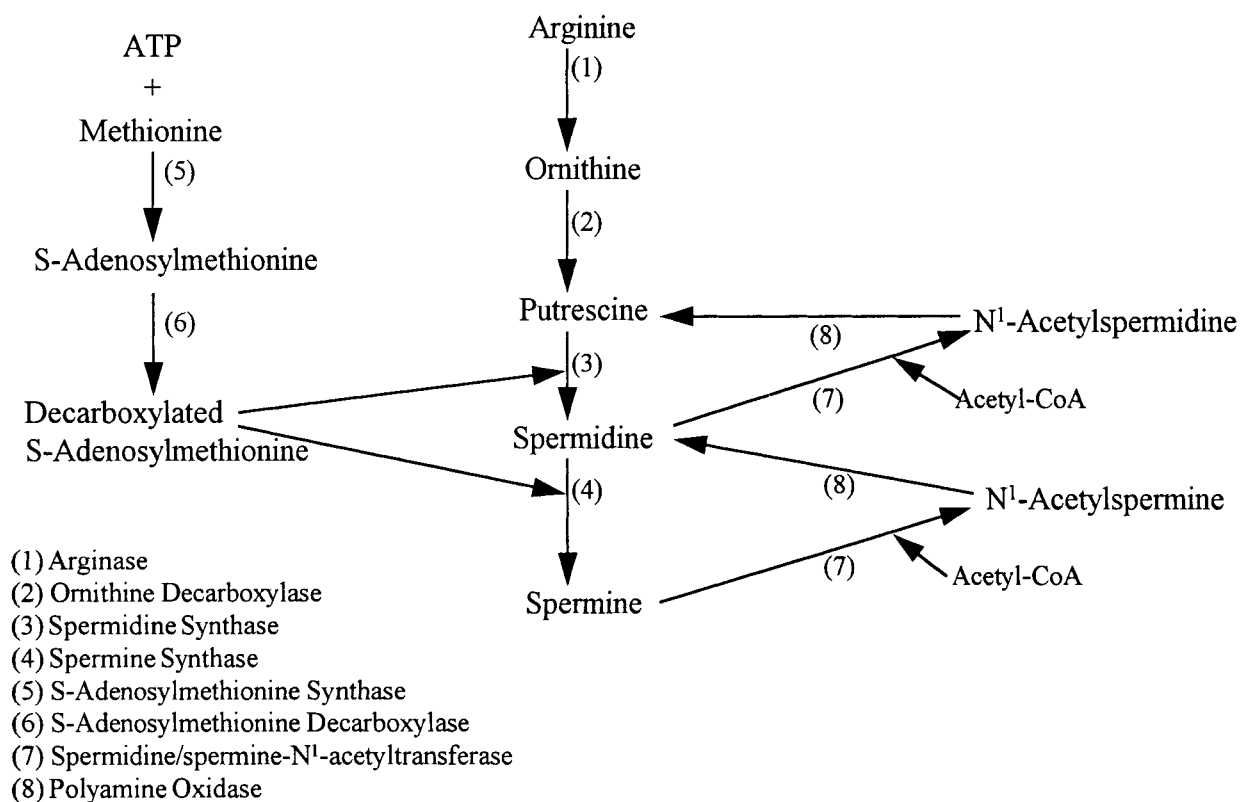 ATP
+
Methionine
(5)
S-Adenosylmethionine
(6)
Decarboxylated
S-Adenosylmethionine
Arginine
(1)
Ornithine
(2)
Putrescine
(3)
Spermidine
(4)
Spermine
(8)
N¹-Acetylspermidine
(7)
Acetyl-CoA
(8)
N¹-Acetylspermine
(7)
Acetyl-CoA
(1) Arginase
(2) Ornithine Decarboxylase
(3) Spermidine Synthase
(4) Spermine Synthase
(5) S-Adenosylmethionine Synthase
(6) S-Adenosylmethionine Decarboxylase
(7) Spermidine/spermine-N¹-acetyltransferase
(8) Polyamine Oxidase